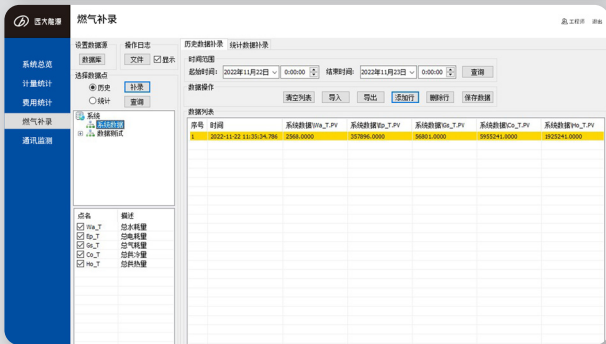 医大能源
燃气补录
工程师 退出
系统总览
计量统计
费用统计
燃气补录
通讯监测
设置数据源
操作日志
数据库
文件
显示
选择数据点
历史
补录
统计
查询
系统
系统数据
数据测试
点名 描述
Wa_T 总水耗量
Ep_T 总电耗量
Gs_T 总气耗量
Co_T 总供冷量
Ho_T 总供热量
历史数据补录 统计数据补录
时间范围
起始时间： 2022年11月22日 0:00:00 结束时间： 2022年11月23日 0:00:00 查询
数据操作
清空列表 导入 导出 添加行 删除行 保存数据
数据列表
序号 时间 系统数据\Wa_T.PV 系统数据\Ep_T.PV 系统数据\Gs_T.PV 系统数据\Co_T.PV 系统数据\Ho_T.PV
1 2022-11-22 11:35:34.786 2568.0000 357896.0000 56801.0000 5955241.0000 1925241.0000